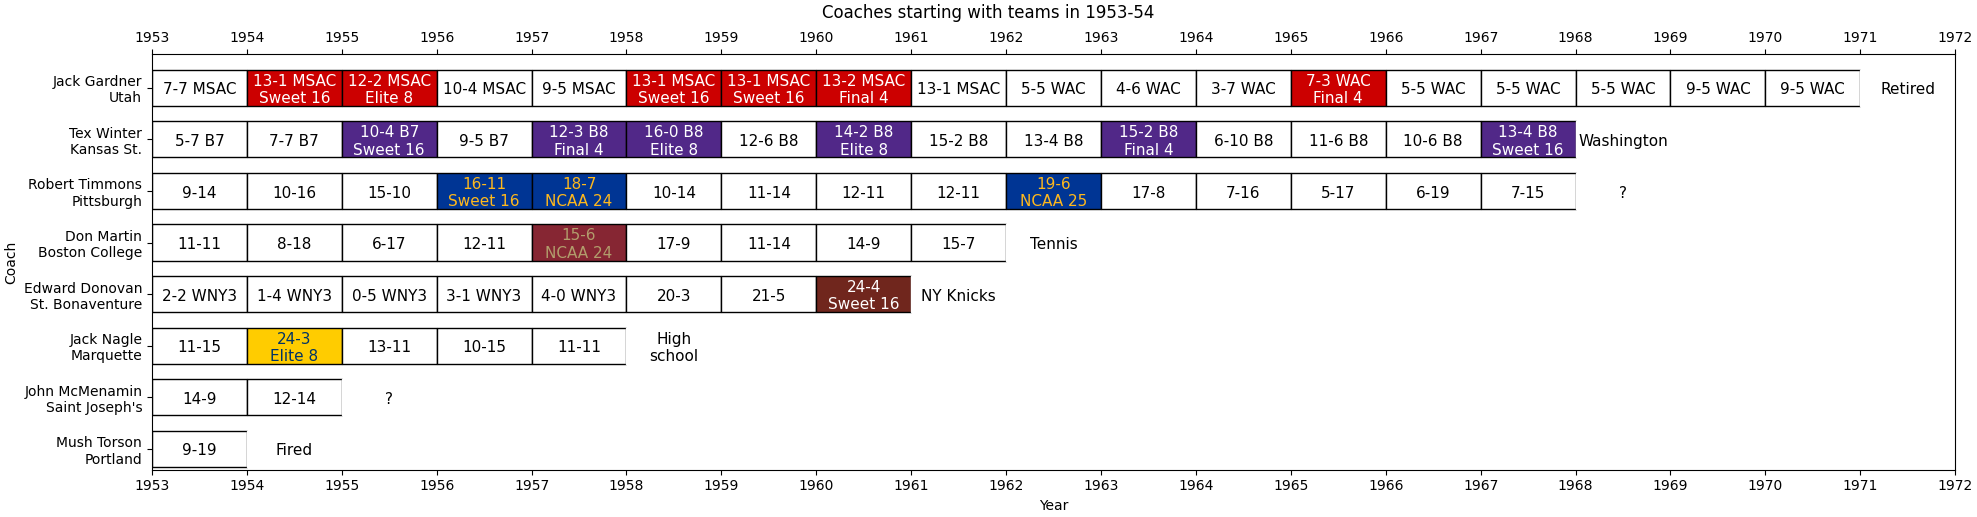 Coaches starting with teams in 1953-54
1953 1954 1955 1956 1957 1958 1959 1960 1961 1962 1963 1964 1965 1966 1967 1968 1969 1970 1971 1972
Jack Gardner
Utah
7-7 MSAC
13-1 MSAC
Sweet 16
12-2 MSAC
Elite 8
10-4 MSAC
9-5 MSAC
13-1 MSAC
Sweet 16
13-1 MSAC
Sweet 16
13-2 MSAC
Final 4
13-1 MSAC
5-5 WAC
4-6 WAC
3-7 WAC
7-3 WAC
Final 4
5-5 WAC
5-5 WAC
5-5 WAC
9-5 WAC
9-5 WAC
Retired
Tex Winter
Kansas St.
5-7 B7
7-7 B7
10-4 B7
Sweet 16
9-5 B7
12-3 B8
Final 4
16-0 B8
Elite 8
12-6 B8
14-2 B8
Elite 8
15-2 B8
13-4 B8
15-2 B8
Final 4
6-10 B8
11-6 B8
10-6 B8
13-4 B8
Sweet 16
Washington
Robert Timmons
Pittsburgh
9-14
10-16
15-10
16-11
Sweet 16
18-7
NCAA 24
10-14
11-14
12-11
12-11
19-6
NCAA 25
17-8
7-16
5-17
6-19
7-15
?
Don Martin
Boston College
11-11
8-18
6-17
12-11
15-6
NCAA 24
17-9
11-14
14-9
15-7
Tennis
Edward Donovan
St. Bonaventure
2-2 WNY3
1-4 WNY3
0-5 WNY3
3-1 WNY3
4-0 WNY3
20-3
21-5
24-4
Sweet 16
NY Knicks
Jack Nagle
Marquette
11-15
24-3
Elite 8
13-11
10-15
11-11
High
school
John McMenamin
Saint Joseph's
14-9
12-14
?
Mush Torson
Portland
9-19
Fired
1953 1954 1955 1956 1957 1958 1959 1960 1961 1962 1963 1964 1965 1966 1967 1968 1969 1970 1971 1972
Year
Coach